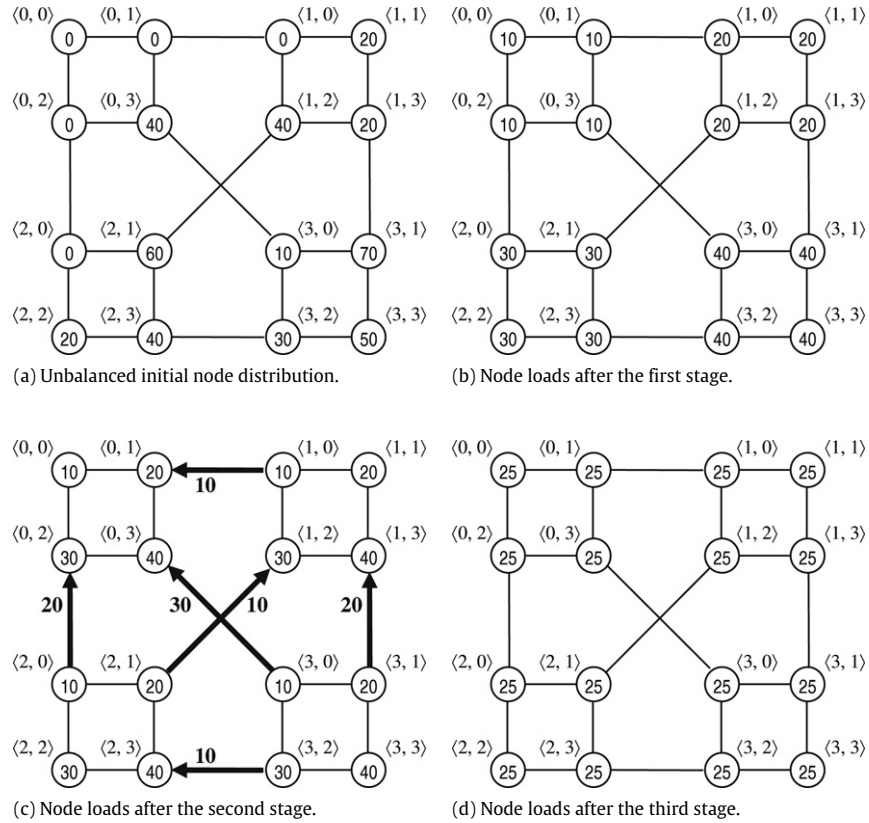 ⟨0, 0⟩ ⟨0, 1⟩ ⟨1, 0⟩ ⟨1, 1⟩ ⟨0, 0⟩ ⟨0, 1⟩ ⟨1, 0⟩ ⟨1, 1⟩
0 0 0 20 10 10 20 20
⟨0, 2⟩ ⟨0, 3⟩ ⟨1, 2⟩ ⟨1, 3⟩ ⟨0, 2⟩ ⟨0, 3⟩ ⟨1, 2⟩ ⟨1, 3⟩
0 40 40 20 10 10 20 20
⟨2, 0⟩ ⟨2, 1⟩ ⟨3, 0⟩ ⟨3, 1⟩ ⟨2, 0⟩ ⟨2, 1⟩ ⟨3, 0⟩ ⟨3, 1⟩
0 60 10 70 30 30 40 40
⟨2, 2⟩ ⟨2, 3⟩ ⟨3, 2⟩ ⟨3, 3⟩ ⟨2, 2⟩ ⟨2, 3⟩ ⟨3, 2⟩ ⟨3, 3⟩
20 40 30 50 30 30 40 40
(a) Unbalanced initial node distribution. (b) Node loads after the first stage.
⟨0, 0⟩ ⟨0, 1⟩ ⟨1, 0⟩ ⟨1, 1⟩ ⟨0, 0⟩ ⟨0, 1⟩ ⟨1, 0⟩ ⟨1, 1⟩
10 20 10 20 25 25 25 25
10
⟨0, 2⟩ ⟨0, 3⟩ ⟨1, 2⟩ ⟨1, 3⟩ ⟨0, 2⟩ ⟨0, 3⟩ ⟨1, 2⟩ ⟨1, 3⟩
30 40 30 40 25 25 25 25
20 30 10 20
⟨2, 0⟩ ⟨2, 1⟩ ⟨3, 0⟩ ⟨3, 1⟩ ⟨2, 0⟩ ⟨2, 1⟩ ⟨3, 0⟩ ⟨3, 1⟩
10 20 10 20 25 25 25 25
⟨2, 2⟩ ⟨2, 3⟩ 10 ⟨3, 2⟩ ⟨3, 3⟩ ⟨2, 2⟩ ⟨2, 3⟩ ⟨3, 2⟩ ⟨3, 3⟩
30 40 30 40 25 25 25 25
(c) Node loads after the second stage. (d) Node loads after the third stage.